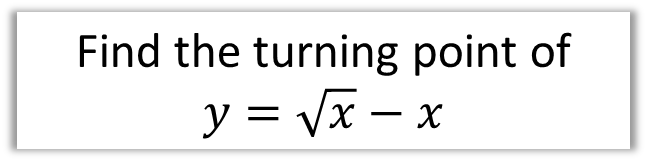 Find the turning point of
y = √x − x